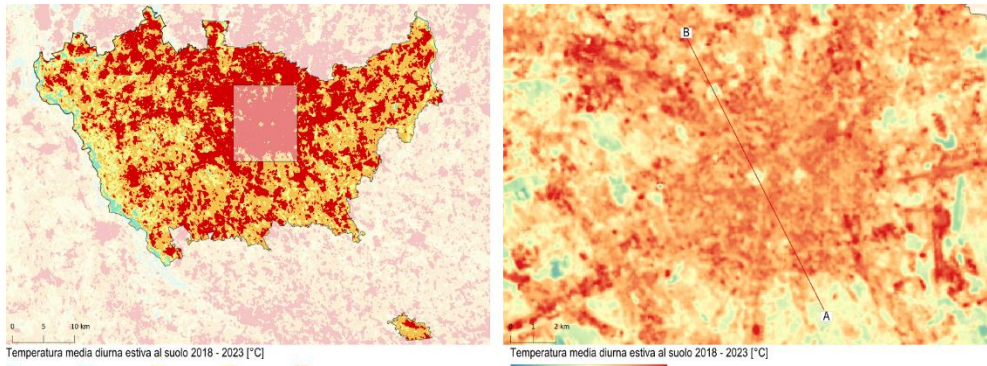 0 5 10 km
Temperatura media diurna estiva al suolo 2018 - 2023 [°C]
B
A
0 1 2 km
Temperatura media diurna estiva al suolo 2018 - 2023 [°C]